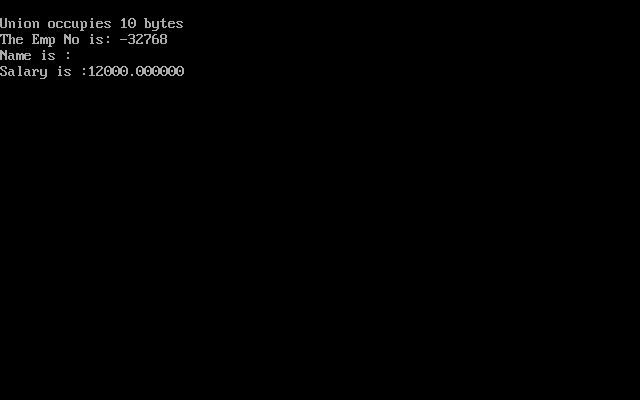 Union occupies 10 bytes
The Emp No is: -32768
Name is :
Salary is :12000.000000